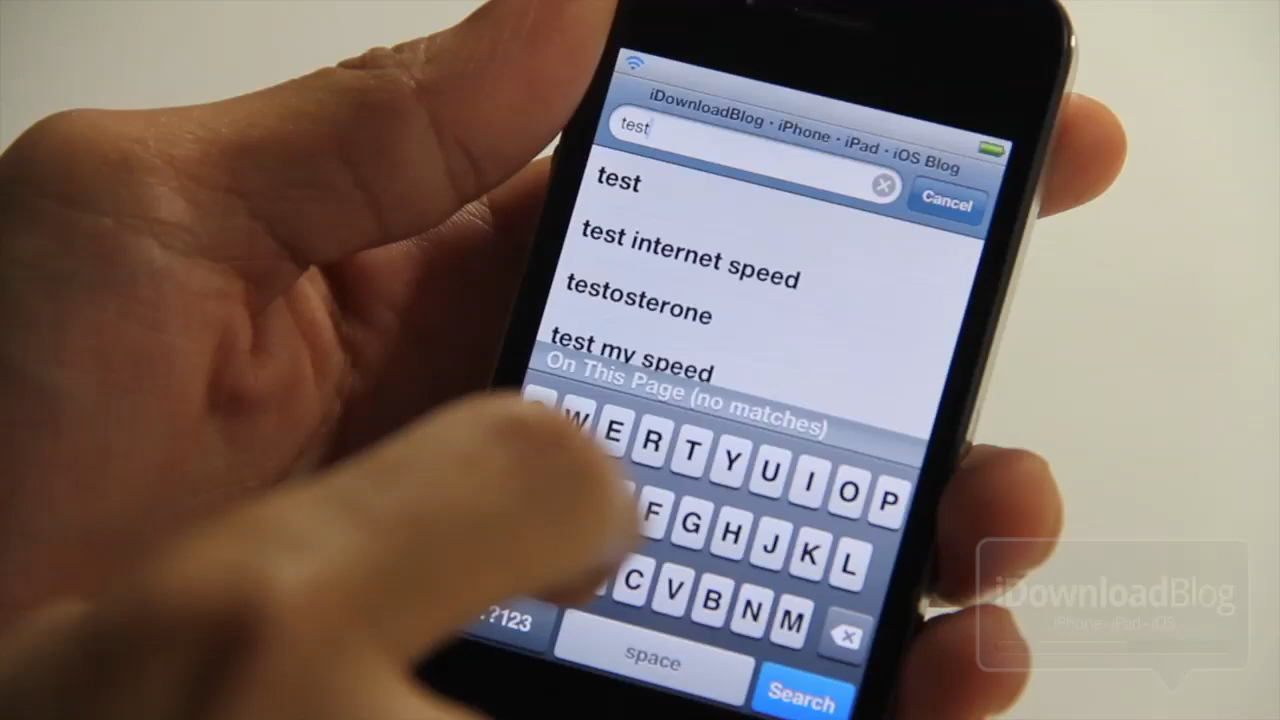 iDownloadBlog · iPhone · iPad · iOS Blog
test
Cancel
test
test internet speed
testosterone
test my speed
On This Page (no matches)
W E R T Y U I O P
F G H J K L
C V B N M
.?123
space
Search
iDownloadBlog
iPhone · iPad · iOS